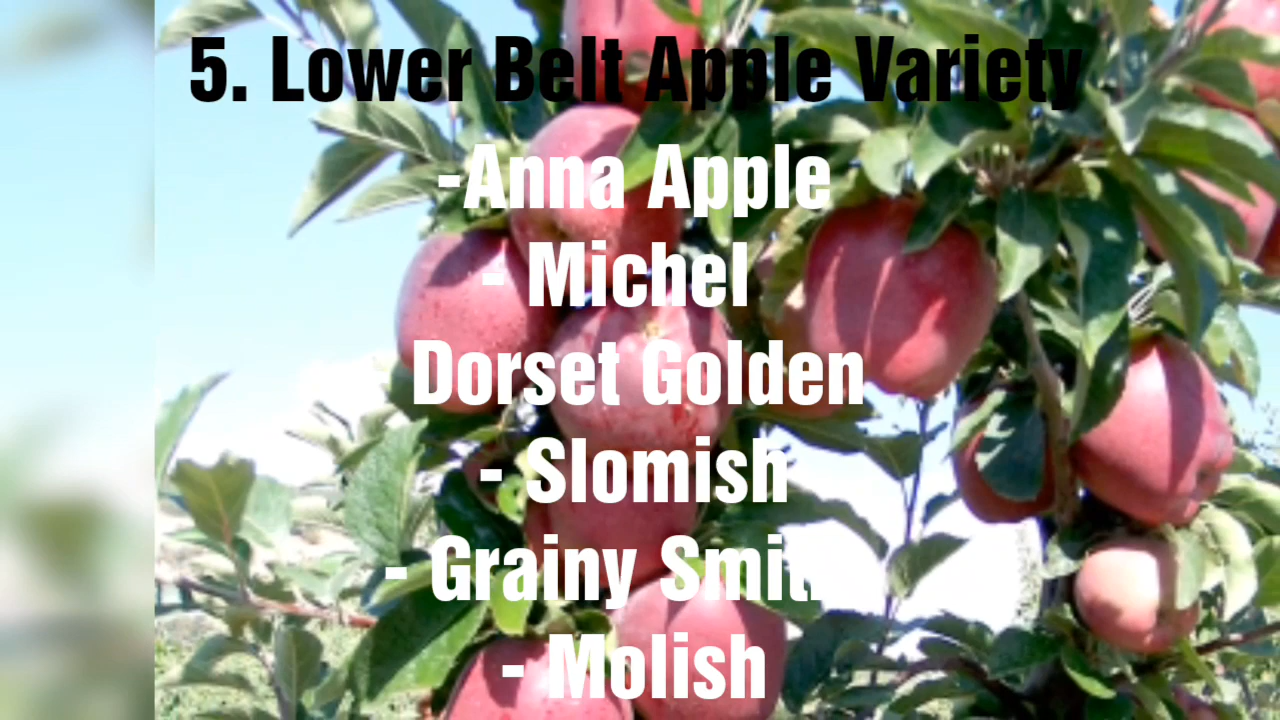 5. Lower Belt Apple Variety
-Anna Apple
- Michel
Dorset Golden
- Slomish
- Grainy Smith
- Molish